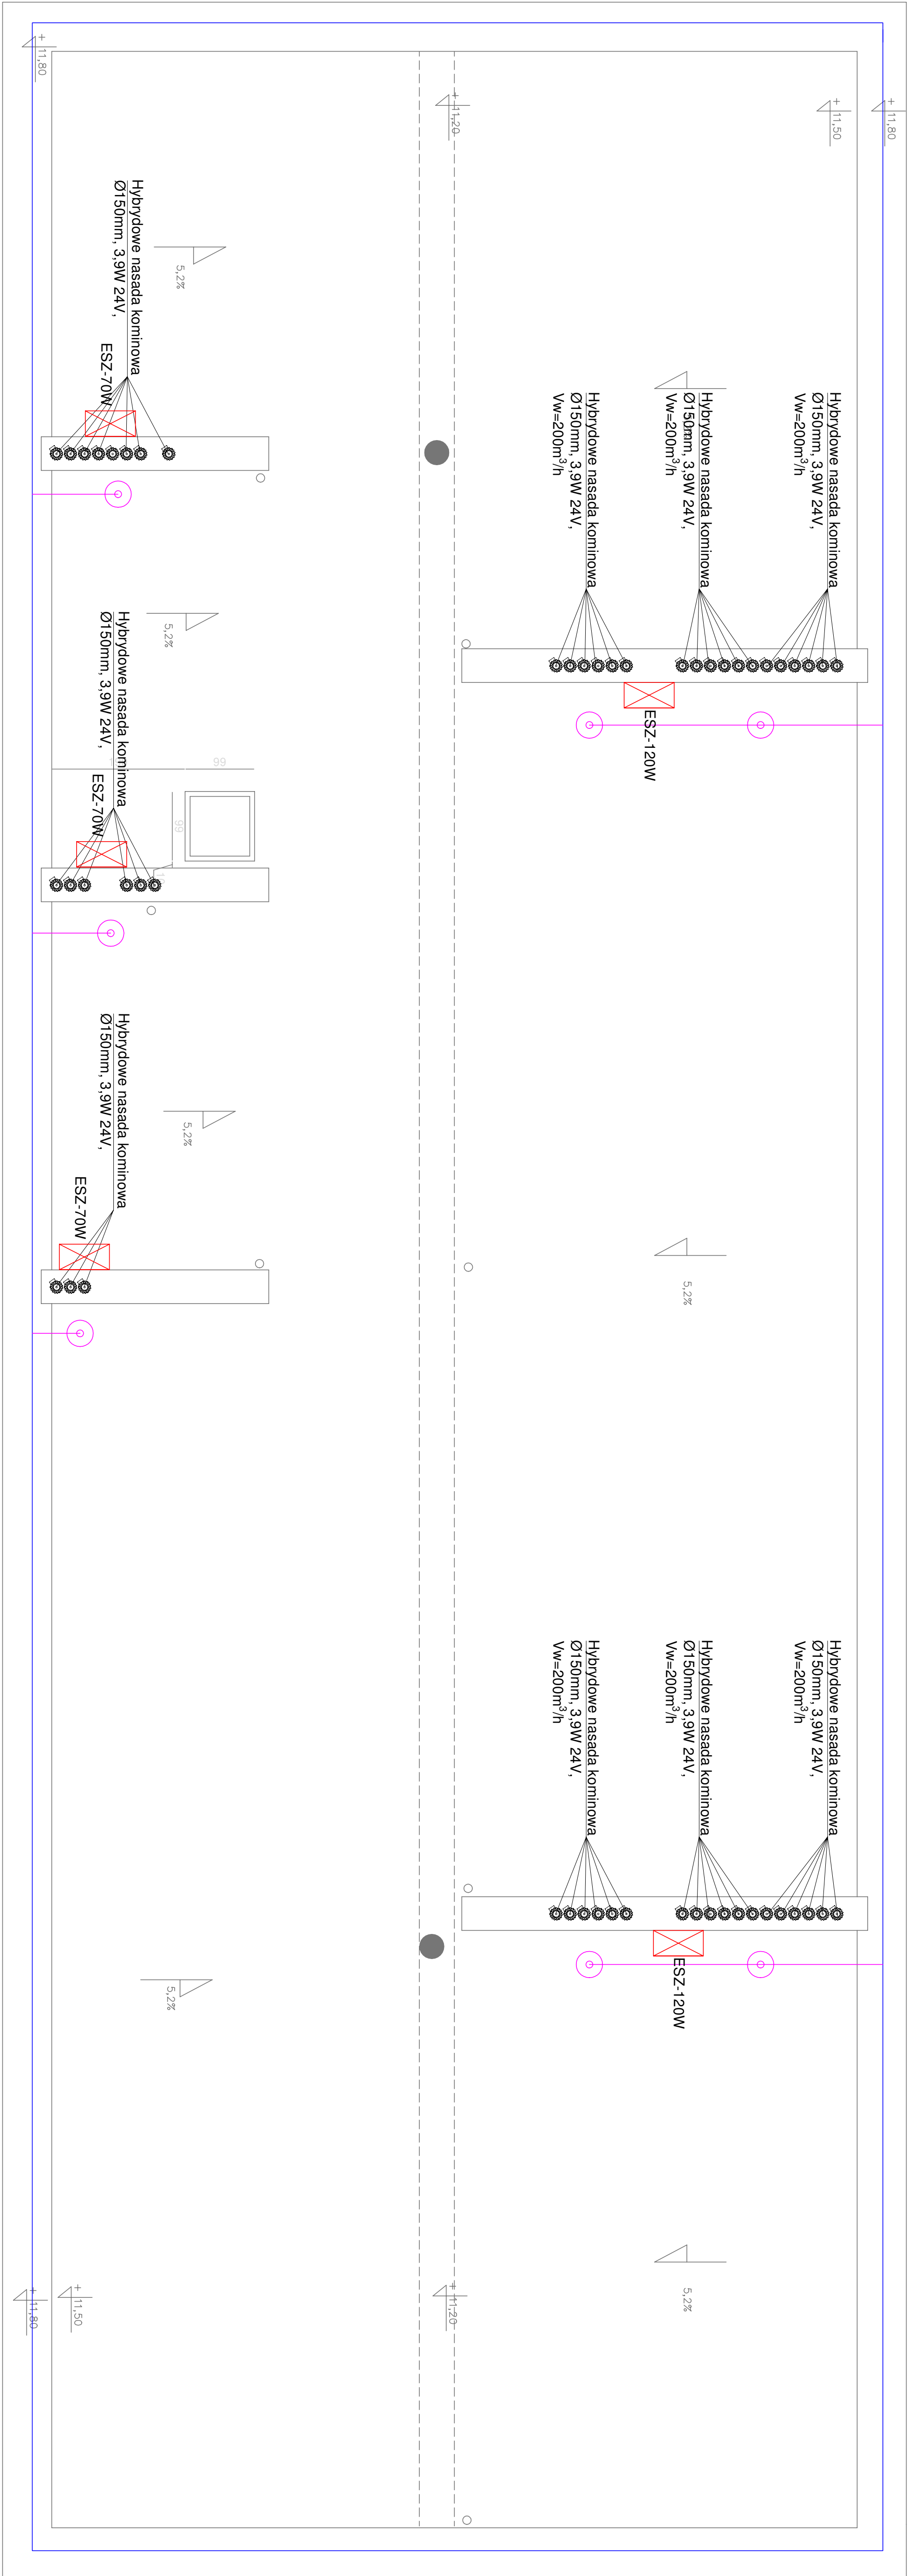 + 11,80
+ 11,20
+ 11,50
+ 11,80
Hybrydowe nasada kominowa
Ø150mm, 3,9W 24V,
5,2%
ESZ-70W
Hybrydowe nasada kominowa
Ø150mm, 3,9W 24V,
Vw=200m³/h
Hybrydowe nasada kominowa
Ø150mm, 3,9W 24V,
Vw=200m³/h
Hybrydowe nasada kominowa
Ø150mm, 3,9W 24V,
Vw=200m³/h
ESZ-120W
Hybrydowe nasada kominowa
Ø150mm, 3,9W 24V,
5,2%
ESZ-70W
99
99
Hybrydowe nasada kominowa
Ø150mm, 3,9W 24V,
5,2%
ESZ-70W
5,2%
Hybrydowe nasada kominowa
Ø150mm, 3,9W 24V,
Vw=200m³/h
Hybrydowe nasada kominowa
Ø150mm, 3,9W 24V,
Vw=200m³/h
Hybrydowe nasada kominowa
Ø150mm, 3,9W 24V,
Vw=200m³/h
ESZ-120W
5,2%
5,2%
+ 11,80
+ 11,50
+ 11,20